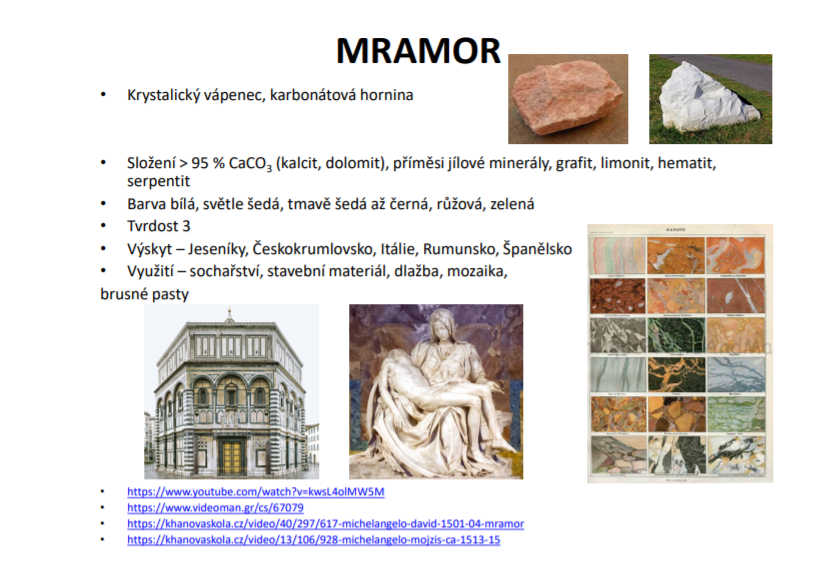 MRAMOR
• Krystalický vápenec, karbonátová hornina
• Složení > 95 % CaCO₃ (kalcit, dolomit), příměsi jílové minerály, grafit, limonit, hematit,
serpentit
• Barva bílá, světle šedá, tmavě šedá až černá, růžová, zelená
• Tvrdost 3
• Výskyt – Jeseníky, Českokrumlovsko, Itálie, Rumunsko, Španělsko
• Využití – sochařství, stavební materiál, dlažba, mozaika,
brusné pasty
• https://www.youtube.com/watch?v=kwsL4olMW5M
• https://www.videoman.gr/cs/67079
• https://khanovaskola.cz/video/40/297/617-michelangelo-david-1501-04-mramor
• https://khanovaskola.cz/video/13/106/928-michelangelo-mojzis-ca-1513-15